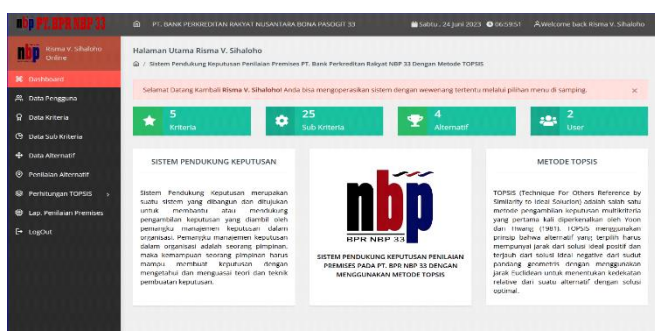 nbp PT. BPR NBP 33
PT. BANK PERKREDITAN RAKYAT NUSANTARA BONA PASOGIT 33
Sabtu , 24 Juni 2023
06:59:51
Welcome back Risma V. Sihaloho
nbp
Risma V. Sihaloho
Online
Dashboard
Data Pengguna
Data Kriteria
Data Sub Kriteria
Data Alternatif
Penilaian Alternatif
Perhitungan TOPSIS
Lap. Penilaian Premises
LogOut
Halaman Utama Risma V. Sihaloho
/ Sistem Pendukung Keputusan Penilaian Premises PT. Bank Perkreditan Rakyat NBP 33 Dengan Metode TOPSIS
Selamat Datang Kambali Risma V. Sihaloho! Anda bisa mengoperasikan sistem dengan wewenang tertentu melalui pilihan menu di samping.
×
5
Kriteria
25
Sub Kriteria
4
Alternatif
2
User
SISTEM PENDUKUNG KEPUTUSAN
Sistem Pendukung Keputusan merupakan
suatu sistem yang dibangun dan ditujukan
untuk membantu atau mendukung
pengambilan keputusan yang diambil oleh
pemangku manajemen keputusan dalam
organisasi. Pemangku manajemen keputusan
dalam organisasi adalah seorang pimpinan,
maka kemampuan seorang pimpinan harus
mampu membuat keputusan dengan
mengetahui dan menguasai teori dan teknik
pembuatan keputusan.
nbp
BPR NBP 33
SISTEM PENDUKUNG KEPUTUSAN PENILAIAN
PREMISES PADA PT. BPR NBP 33 DENGAN
MENGGUNAKAN METODE TOPSIS
METODE TOPSIS
TOPSIS (Technique For Others Reference by
Similarity to Ideal Solution) adalah salah satu
metode pengambilan keputusan multikriteria
yang pertama kali diperkenalkan oleh Yoon
dan Hwang (1981). TOPSIS menggunakan
prinsip bahwa alternatif yang terpilih harus
mempunyai jarak dari solusi ideal positif dan
terjauh dari solusi ideal negative dari sudut
pandang geometris dengan menggunakan
jarak Euclidean untuk menentukan kedekatan
relative dari suatu alternatif dengan solusi
optimal.